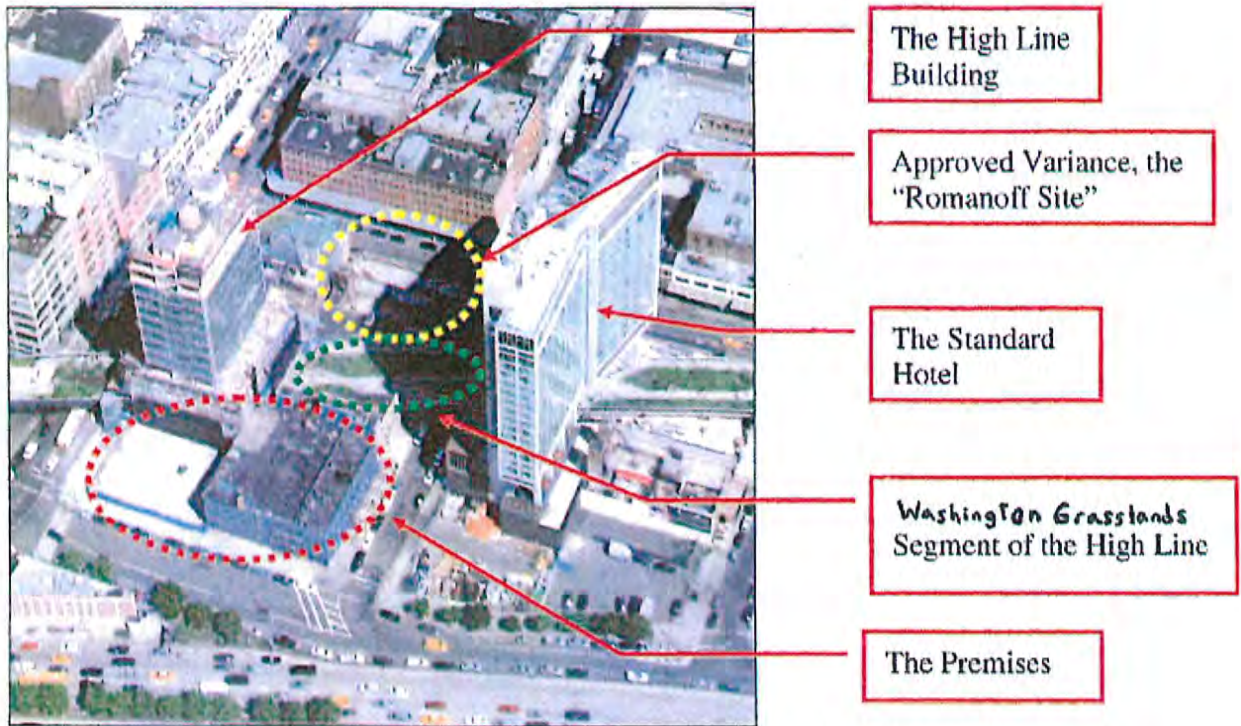 The High Line
Building
Approved Variance, the
"Romanoff Site"
The Standard
Hotel
Washington Grasslands
Segment of the High Line
The Premises